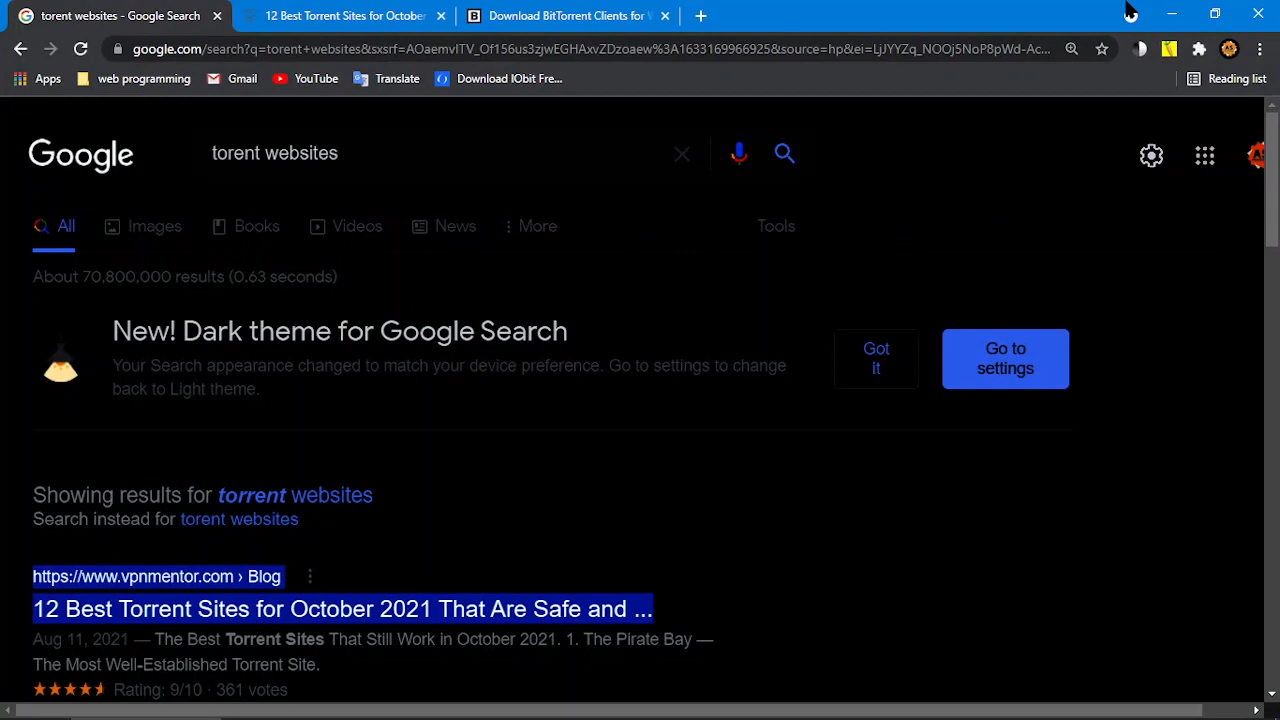 torent websites - Google Search
12 Best Torrent Sites for October
Download BitTorrent Clients for
google.com/search?q=torent+websites&sxsrf=AOaemvITV_Of156us3zjwEGHAxvZDzoaew%3A1633169966925&source=hp&ei=LjJYYZq_NOOj5NoP8pWd-Ac...
Apps
web programming
Gmail
YouTube
Translate
Download IObit Fre...
Reading list
Google
torent websites
All
Images
Books
Videos
News
More
Tools
About 70,800,000 results (0.63 seconds)
New! Dark theme for Google Search
Your Search appearance changed to match your device preference. Go to settings to change
back to Light theme.
Got
it
Go to
settings
Showing results for torrent websites
Search instead for torent websites
https://www.vpnmentor.com › Blog
12 Best Torrent Sites for October 2021 That Are Safe and ...
Aug 11, 2021 — The Best Torrent Sites That Still Work in October 2021. 1. The Pirate Bay —
The Most Well-Established Torrent Site.
Rating: 9/10 · 361 votes